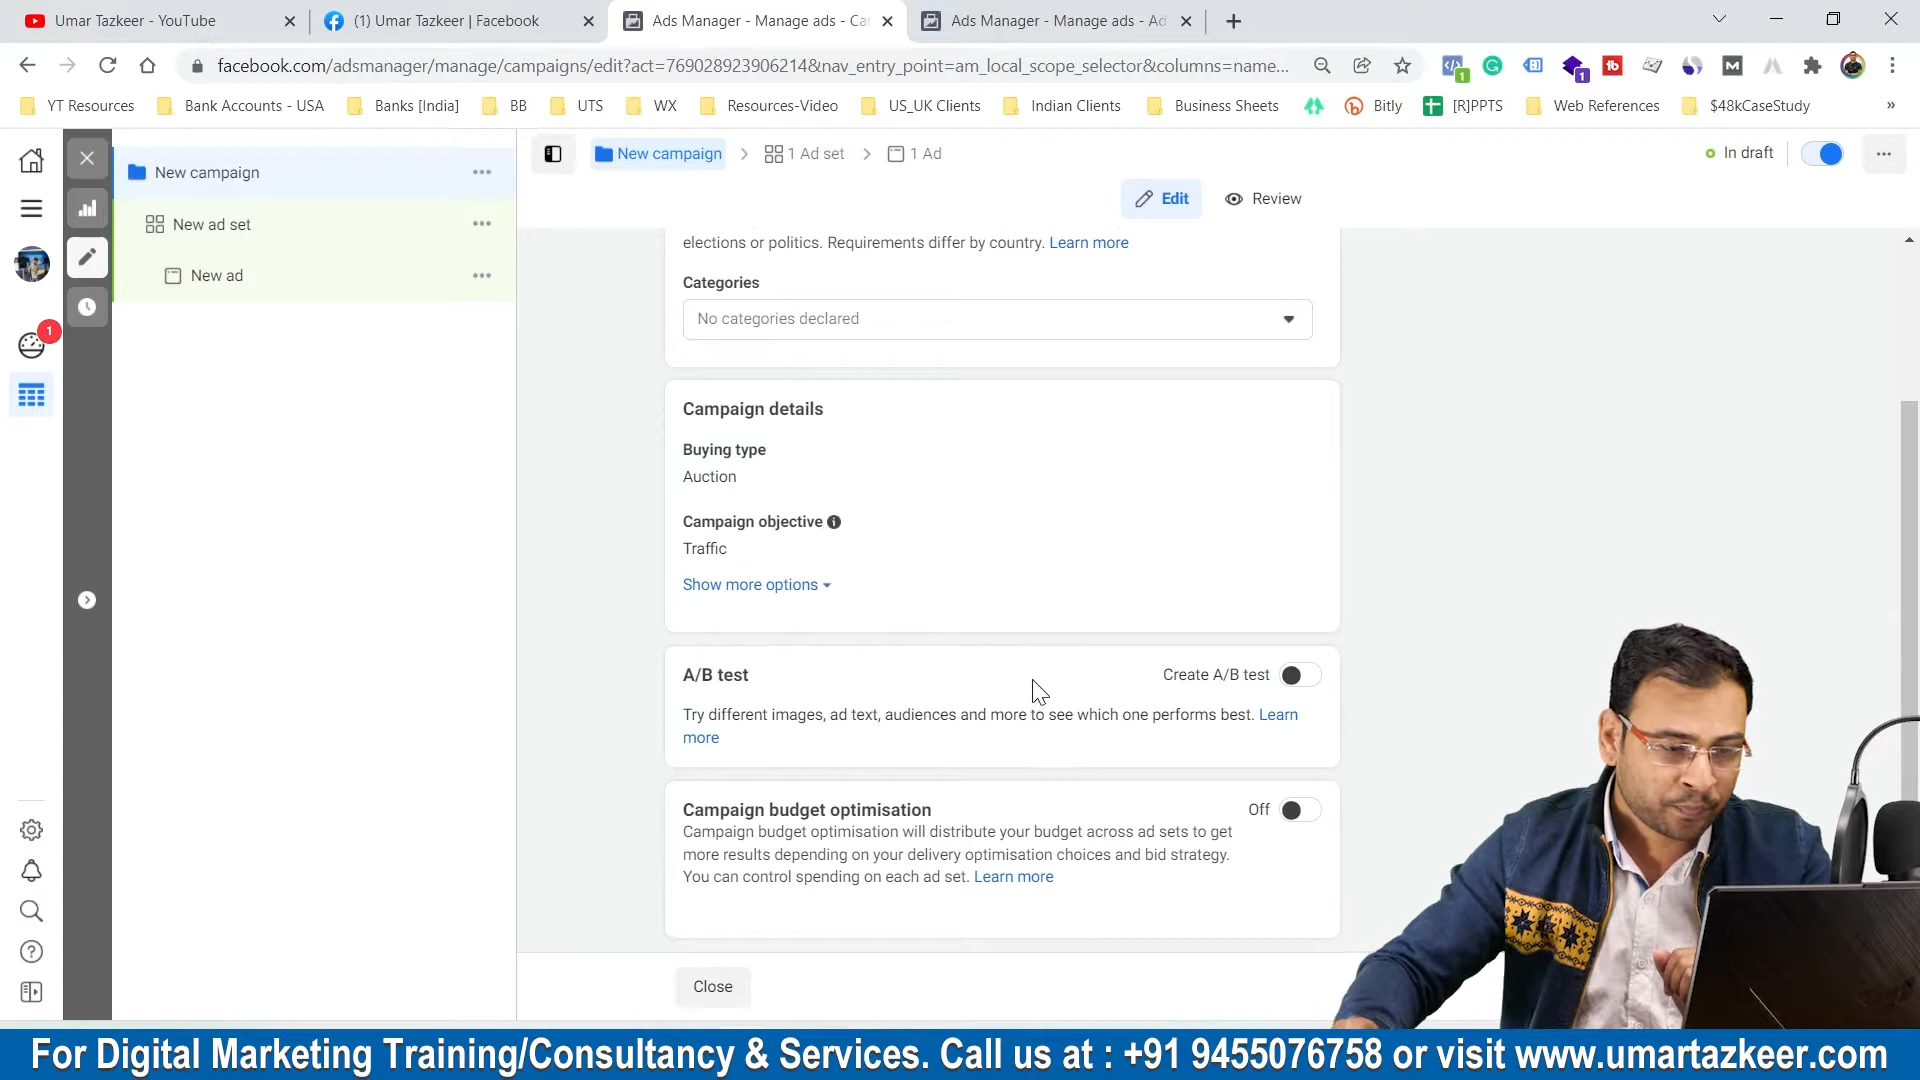 Umar Tazkeer - YouTube
(1) Umar Tazkeer | Facebook
Ads Manager - Manage ads - Ca
Ads Manager - Manage ads - Ad
facebook.com/adsmanager/manage/campaigns/edit?act=769028923906214&nav_entry_point=am_local_scope_selector&columns=name...
YT Resources
Bank Accounts - USA
Banks [India]
BB
UTS
WX
Resources-Video
US_UK Clients
Indian Clients
Business Sheets
Bitly
[R]PPTS
Web References
$48kCaseStudy
»
New campaign
New ad set
New ad
1
New campaign
1 Ad set
1 Ad
In draft
Edit
Review
elections or politics. Requirements differ by country. Learn more
Categories
No categories declared
Campaign details
Buying type
Auction
Campaign objective
Traffic
Show more options
A/B test
Create A/B test
Try different images, ad text, audiences and more to see which one performs best. Learn
more
Campaign budget optimisation
Off
Campaign budget optimisation will distribute your budget across ad sets to get
more results depending on your delivery optimisation choices and bid strategy.
You can control spending on each ad set. Learn more
Close
For Digital Marketing Training/Consultancy & Services. Call us at : +91 9455076758 or visit www.umartazkeer.com